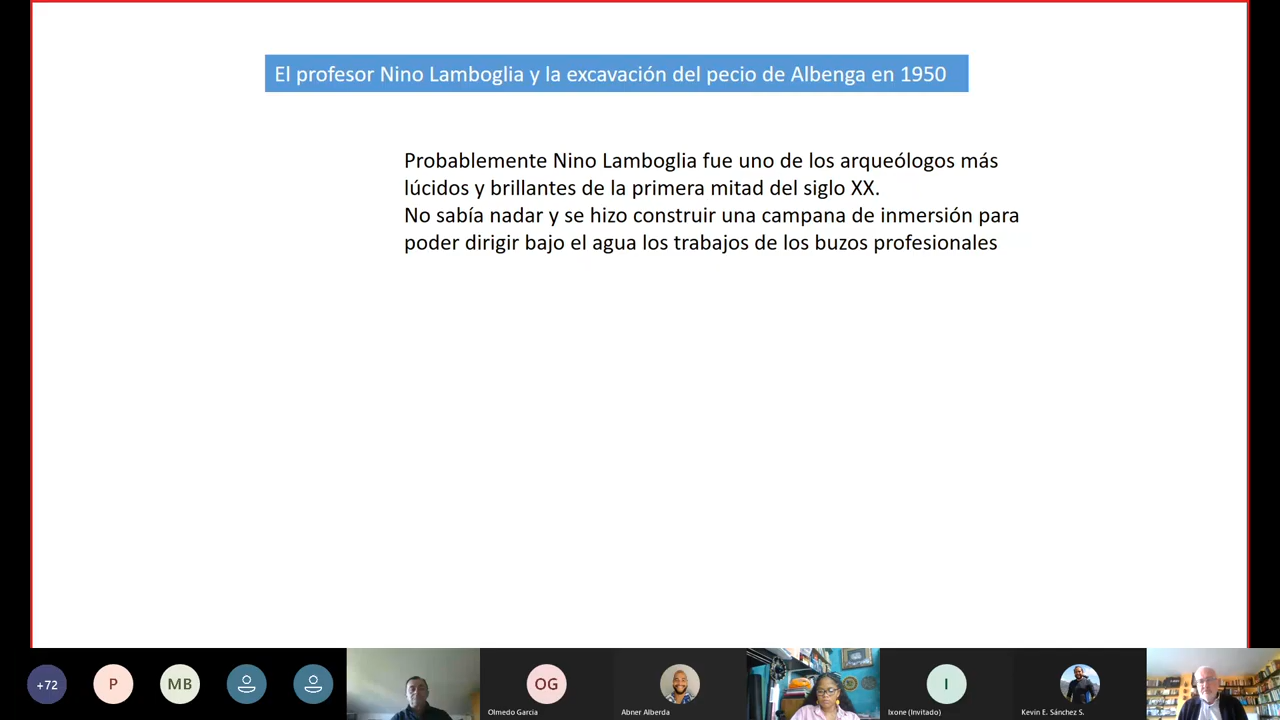 El profesor Nino Lamboglia y la excavación del pecio de Albenga en 1950
Probablemente Nino Lamboglia fue uno de los arqueólogos más
lúcidos y brillantes de la primera mitad del siglo XX.
No sabía nadar y se hizo construir una campana de inmersión para
poder dirigir bajo el agua los trabajos de los buzos profesionales
+72
P
MB
OG
I
Olmedo Garcia
Abner Alberda
Ixone (Invitado)
Kevin E. Sánchez S.